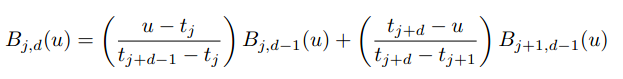 $B_{j,d}(u) = \left( \frac{u - t_j}{t_{j+d-1} - t_j} \right) B_{j,d-1}(u) + \left( \frac{t_{j+d} - u}{t_{j+d} - t_{j+1}} \right) B_{j+1,d-1}(u)$